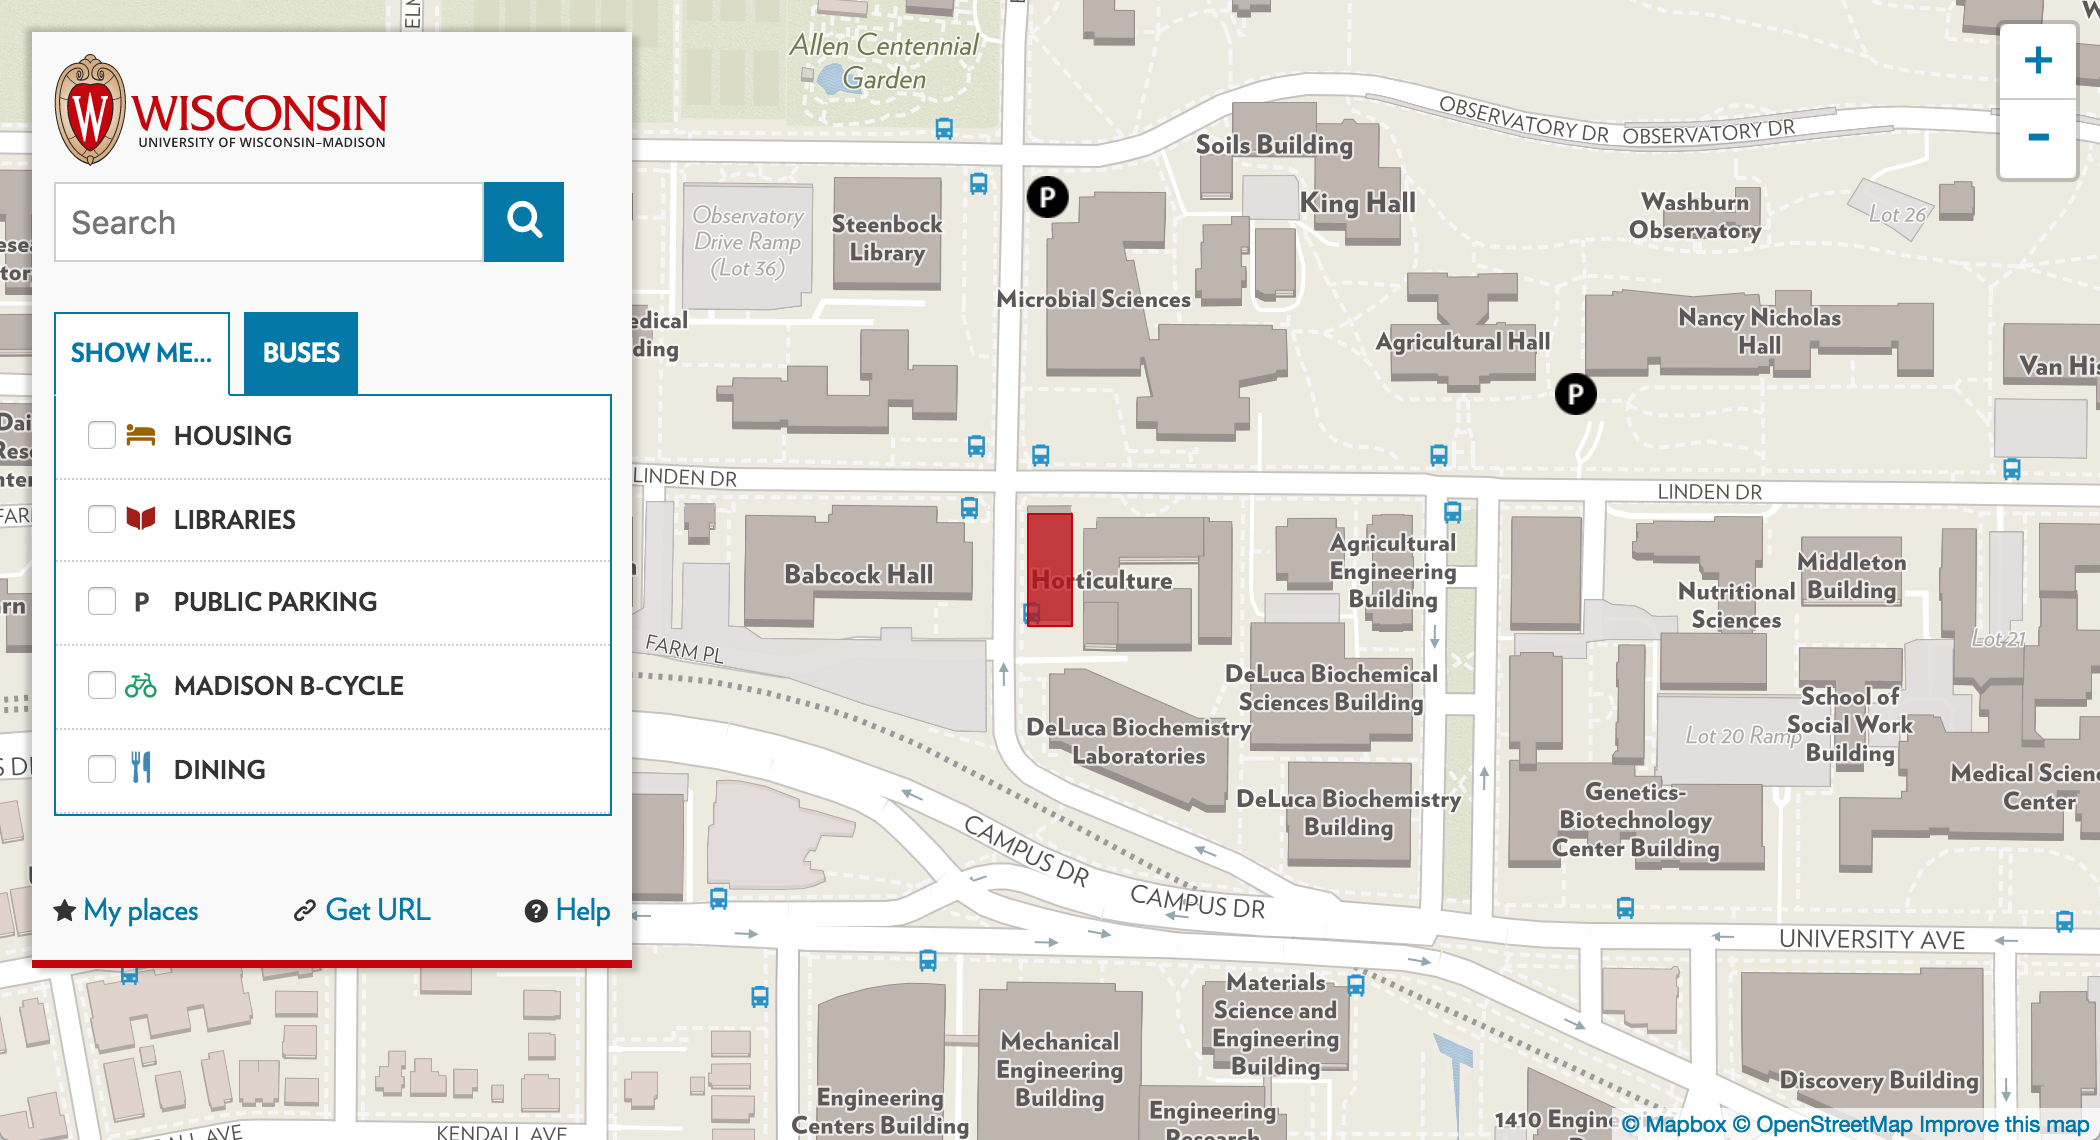 WISCONSIN
UNIVERSITY OF WISCONSIN–MADISON
Search
SHOW ME...
BUSES
HOUSING
LIBRARIES
P PUBLIC PARKING
MADISON B-CYCLE
DINING
My places
Get URL
? Help
Allen Centennial
Garden
OBSERVATORY DR
OBSERVATORY DR
Soils Building
King Hall
Washburn
Observatory
Lot 26
Observatory
Drive Ramp
(Lot 36)
Steenbock
Library
P
Microbial Sciences
Agricultural Hall
Nancy Nicholas
Hall
P
LINDEN DR
LINDEN DR
Babcock Hall
Horticulture
Agricultural
Engineering
Building
Nutritional
Sciences
Middleton
Building
Lot 21
FARM PL
DeLuca Biochemical
Sciences Building
DeLuca Biochemistry
Laboratories
DeLuca Biochemistry
Building
Lot 20 Ramp
School of
Social Work
Building
Genetics-
Biotechnology
Center Building
Center
CAMPUS DR
CAMPUS DR
UNIVERSITY AVE
Materials
Science and
Engineering
Building
Mechanical
Engineering
Building
Engineering
Centers Building
Engineering
Research
Discovery Building
1410
KENDALL AVE
AVE
© Mapbox © OpenStreetMap Improve this map
+
-